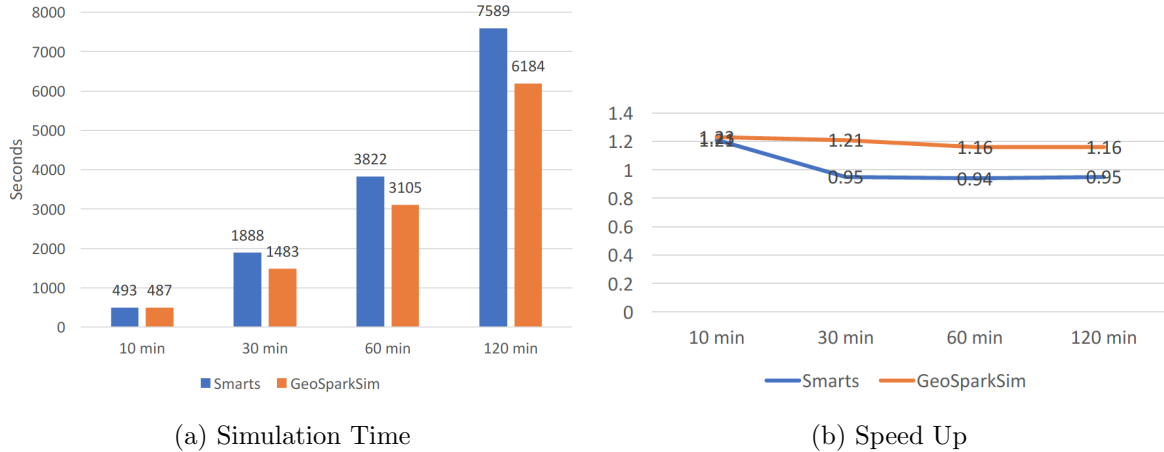 8000
7000
6000
5000
4000
3000
2000
1000
0
Seconds
493
487
1888
1483
3822
3105
7589
6184
10 min
30 min
60 min
120 min
Smarts
GeoSparkSim
(a) Simulation Time
1.4
1.2
1
0.8
0.6
0.4
0.2
0
1.23
1.21
1.16
1.16
0.95
0.94
0.95
10 min
30 min
60 min
120 min
Smarts
GeoSparkSim
(b) Speed Up